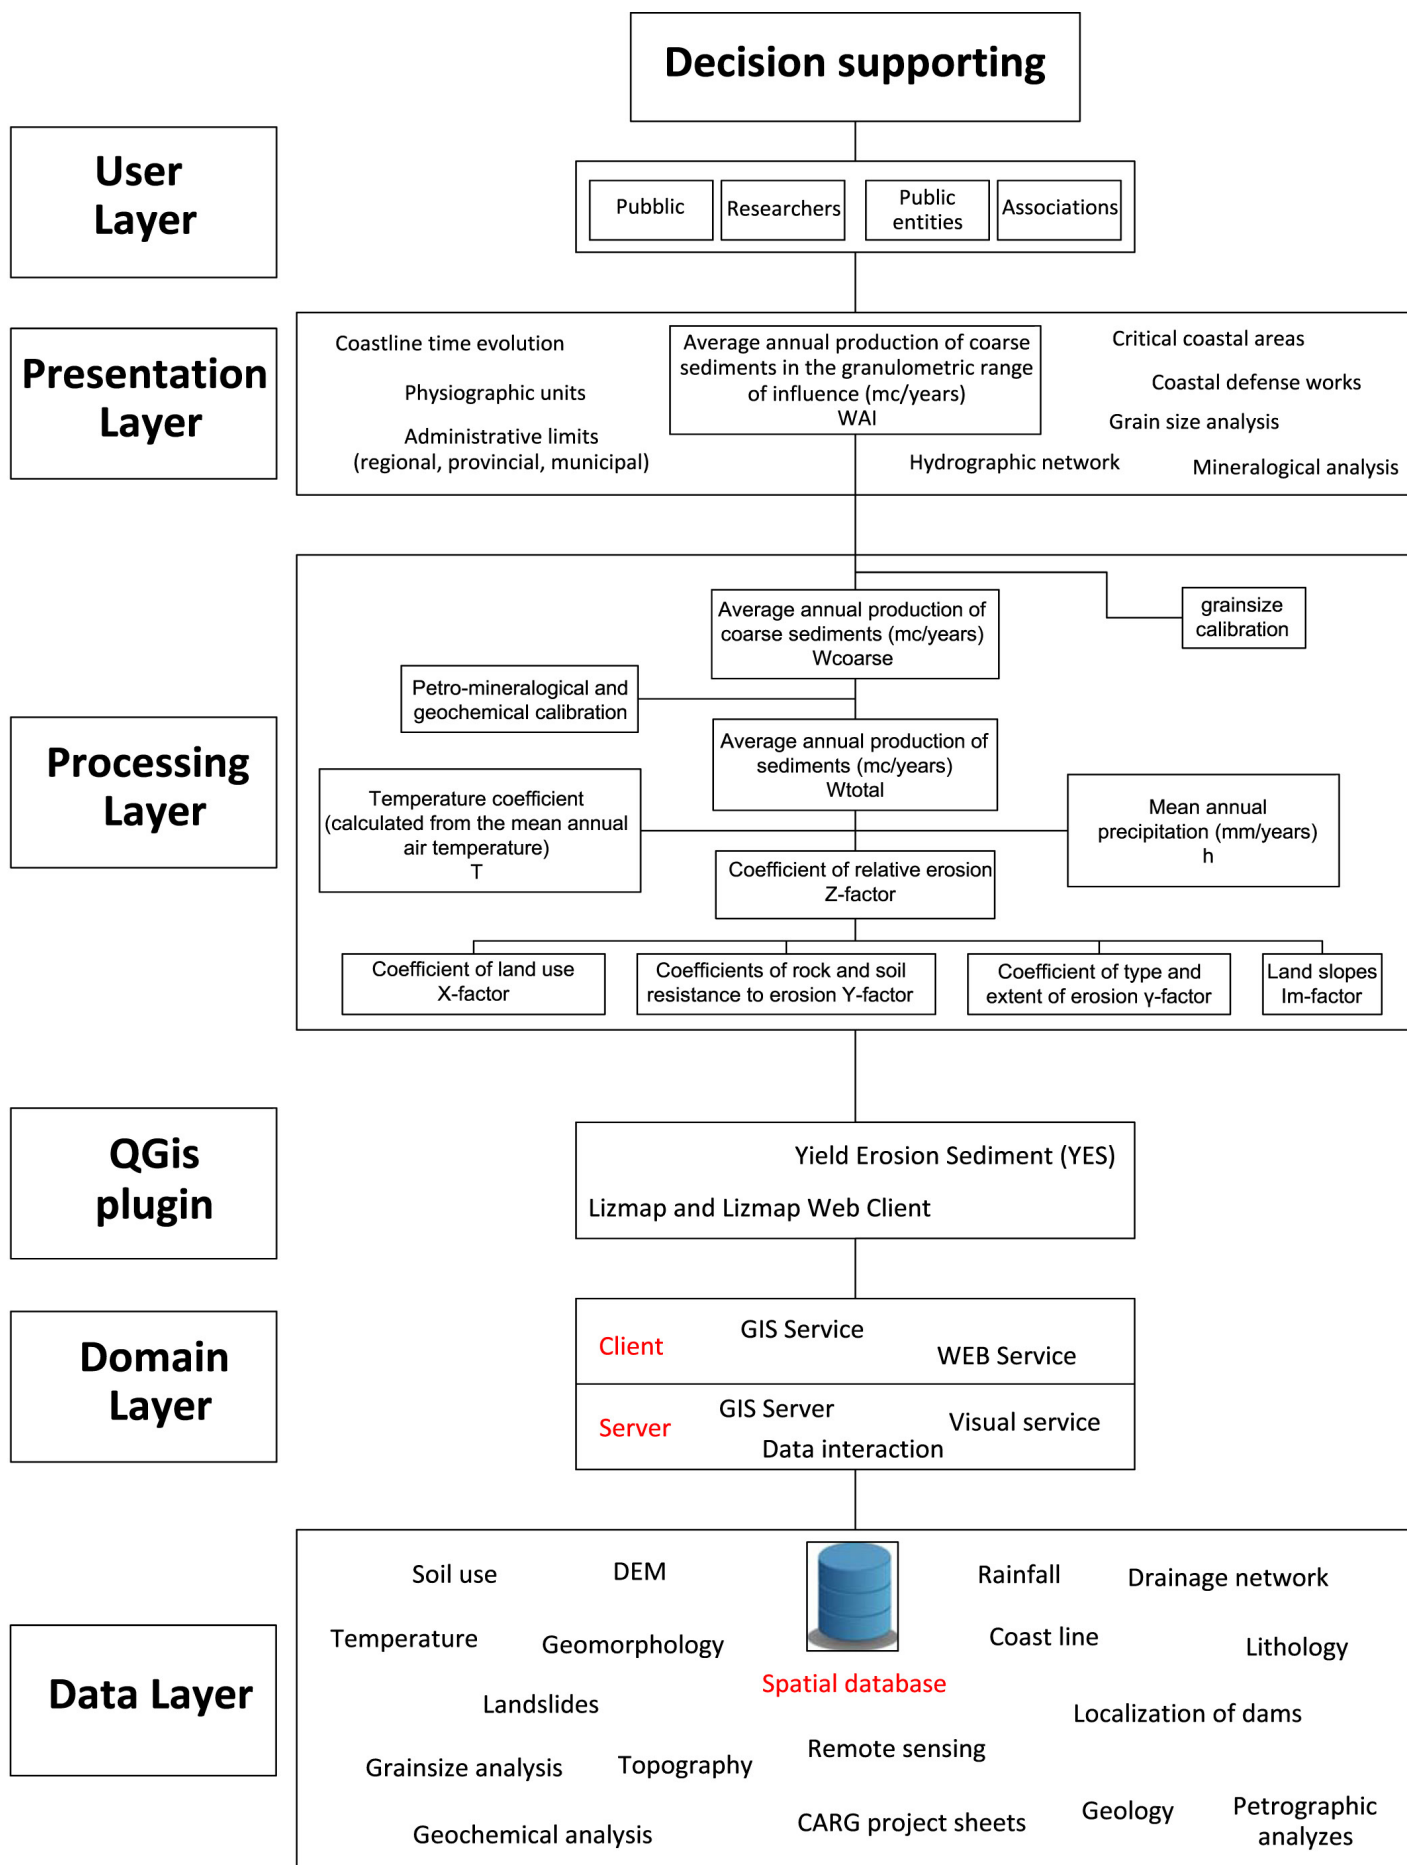 Decision supporting
User
Layer
Pubblic
Researchers
Public
entities
Associations
Presentation
Layer
Coastline time evolution
Physiographic units
Administrative limits
(regional, provincial, municipal)
Average annual production of coarse
sediments in the granulometric range
of influence (mc/years)
WAI
Hydrographic network
Critical coastal areas
Coastal defense works
Grain size analysis
Mineralogical analysis
Processing
Layer
Average annual production of
coarse sediments (mc/years)
Wcoarse
grainsize
calibration
Petro-mineralogical and
geochemical calibration
Average annual production of
sediments (mc/years)
Wtotal
Temperature coefficient
(calculated from the mean annual
air temperature)
T
Mean annual
precipitation (mm/years)
h
Coefficient of relative erosion
Z-factor
Coefficient of land use
X-factor
Coefficients of rock and soil
resistance to erosion Y-factor
Coefficient of type and
extent of erosion γ-factor
Land slopes
Im-factor
QGis
plugin
Yield Erosion Sediment (YES)
Lizmap and Lizmap Web Client
Domain
Layer
Client
GIS Service
WEB Service
Server
GIS Server
Visual service
Data interaction
Data Layer
Soil use
DEM
Rainfall
Drainage network
Temperature
Geomorphology
Coast line
Lithology
Spatial database
Landslides
Localization of dams
Grainsize analysis
Topography
Remote sensing
Geochemical analysis
CARG project sheets
Geology
Petrographic
analyzes